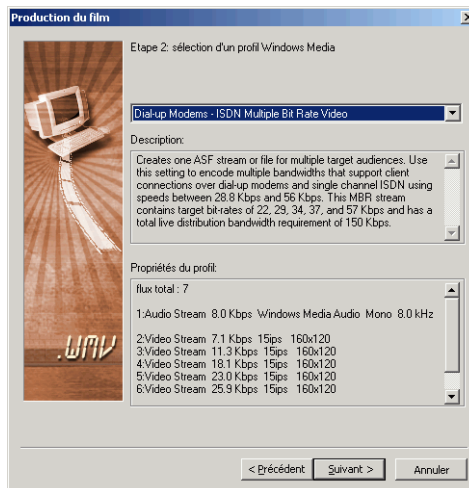 Production du film
Etape 2: sélection d'un profil Windows Media
Dial-up Modems - ISDN Multiple Bit Rate Video
Description:
Creates one ASF stream or file for multiple target audiences. Use
this setting to encode multiple bandwidths that support client
connections over dial-up modems and single channel ISDN using
speeds between 28.8 Kbps and 56 Kbps. This MBR stream
contains target bit-rates of 22, 29, 34, 37, and 57 Kbps and has a
total live distribution bandwidth requirement of 150 Kbps.
Propriétés du profil:
flux total : 7
1:Audio Stream 8.0 Kbps Windows Media Audio Mono 8.0 kHz
2:Video Stream 7.1 Kbps 15ips 160x120
3:Video Stream 11.3 Kbps 15ips 160x120
4:Video Stream 18.1 Kbps 15ips 160x120
5:Video Stream 23.0 Kbps 15ips 160x120
6:Video Stream 25.9 Kbps 15ips 160x120
.WMV
< Précédent Suivant > Annuler